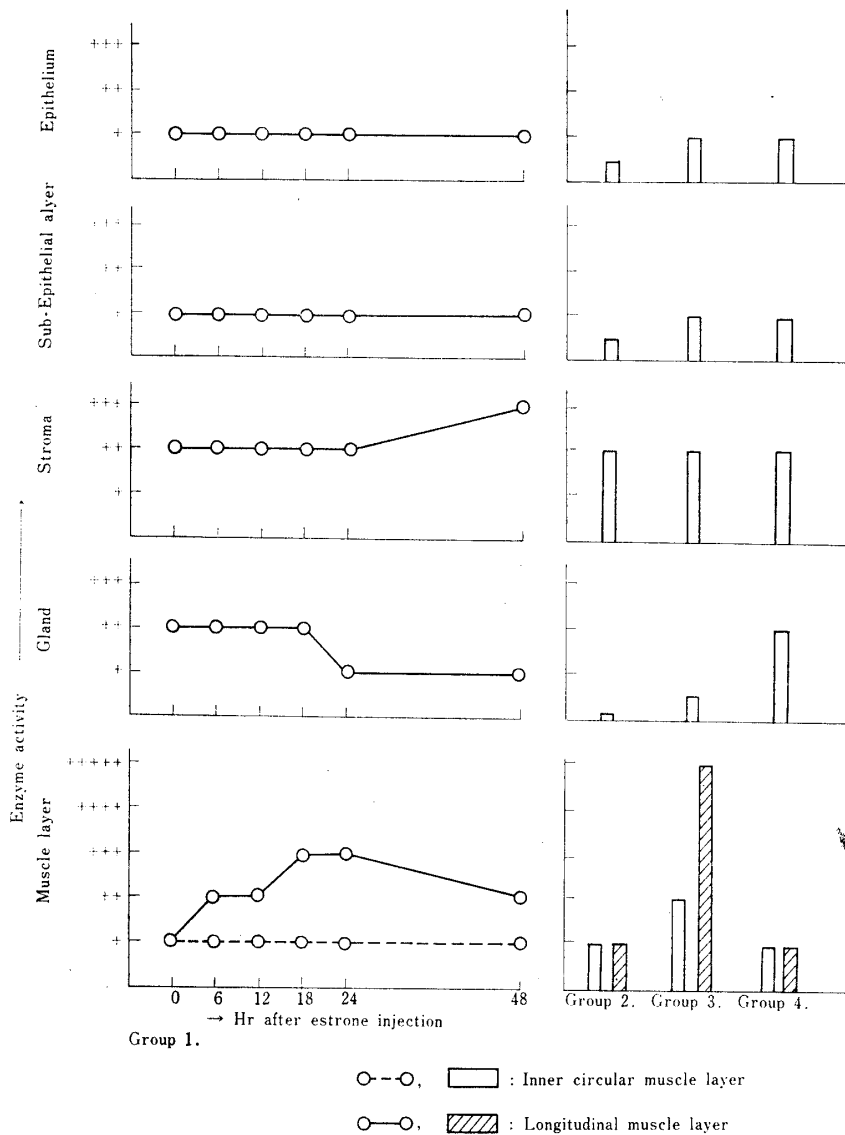 Enzyme activity
Epithelium
+++
++
+
Sub-Epithelial alyer
+++
++
+
Stroma
+++
++
+
Gland
+++
++
+
Muscle layer
+++++
++++
+++
++
+
0 6 12 18 24 48
→ Hr after estrone injection
Group 1.
Group 2. Group 3. Group 4.
, : Inner circular muscle layer
, : Longitudinal muscle layer